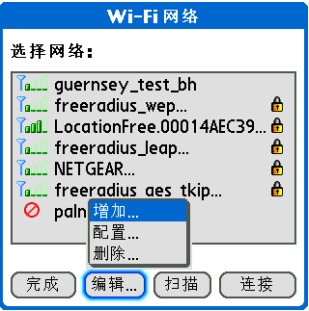 Wi-Fi 网络
选择网络:
guernsey_test_bh
freeradius_wep...
LocationFree.00014AEC39...
freeradius_leap...
NETGEAR...
freeradius_aes_tkip...
增加...
配置...
删除...
完成 编辑... 扫描 连接